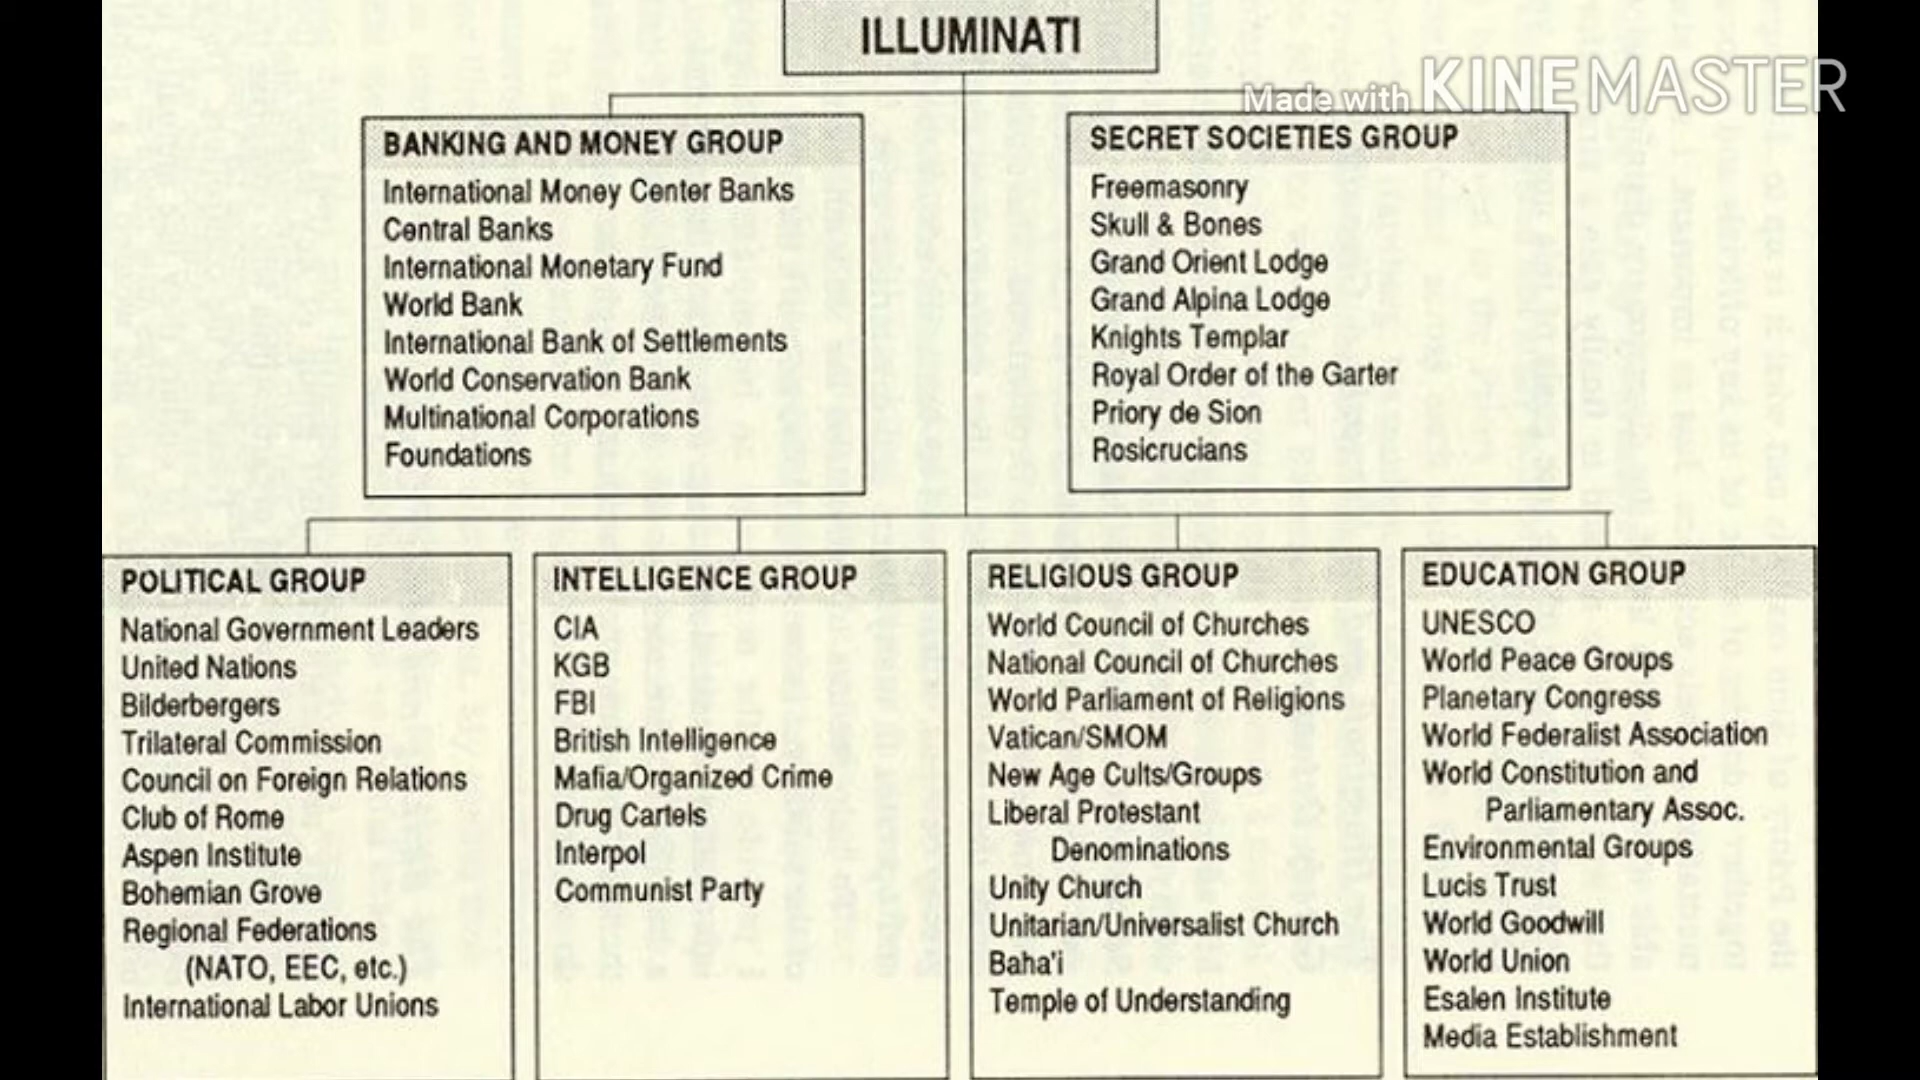 ILLUMINATI
Made with KINEMASTER
BANKING AND MONEY GROUP
International Money Center Banks
Central Banks
International Monetary Fund
World Bank
International Bank of Settlements
World Conservation Bank
Multinational Corporations
Foundations
SECRET SOCIETIES GROUP
Freemasonry
Skull & Bones
Grand Orient Lodge
Grand Alpina Lodge
Knights Templar
Royal Order of the Garter
Priory de Sion
Rosicrucians
POLITICAL GROUP
National Government Leaders
United Nations
Bilderbergers
Trilateral Commission
Council on Foreign Relations
Club of Rome
Aspen Institute
Bohemian Grove
Regional Federations
(NATO, EEC, etc.)
International Labor Unions
INTELLIGENCE GROUP
CIA
KGB
FBI
British Intelligence
Mafia/Organized Crime
Drug Cartels
Interpol
Communist Party
RELIGIOUS GROUP
World Council of Churches
National Council of Churches
World Parliament of Religions
Vatican/SMOM
New Age Cults/Groups
Liberal Protestant
Denominations
Unity Church
Unitarian/Universalist Church
Baha'i
Temple of Understanding
EDUCATION GROUP
UNESCO
World Peace Groups
Planetary Congress
World Federalist Association
World Constitution and
Parliamentary Assoc.
Environmental Groups
Lucis Trust
World Goodwill
World Union
Esalen Institute
Media Establishment